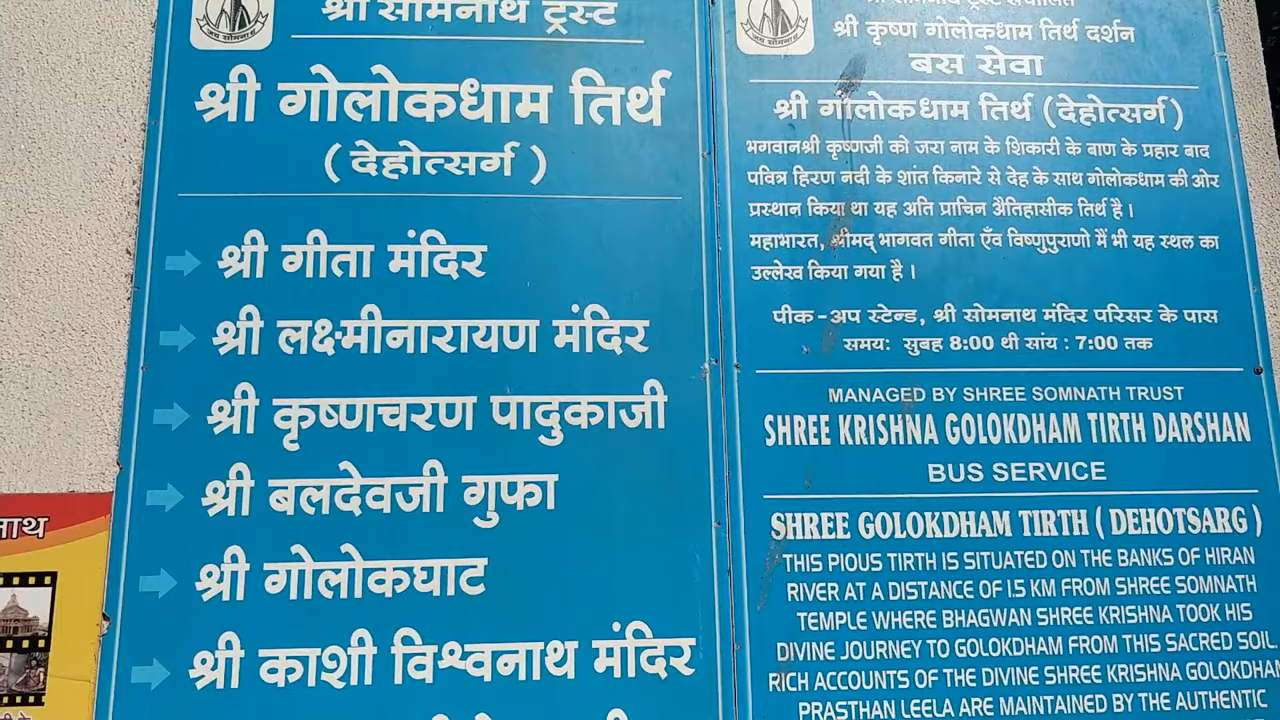 श्री सोमनाथ ट्रस्ट
जय सोमनाथ
श्री गोलोकधाम तिर्थ
( देहोत्सर्ग )
श्री गीता मंदिर
श्री लक्ष्मीनारायण मंदिर
श्री कृष्णचरण पादुकाजी
श्री बलदेवजी गुफा
श्री गोलोकघाट
श्री काशी विश्वनाथ मंदिर
जय सोमनाथ
श्री सोमनाथ ट्रस्ट संचालित
श्री कृष्ण गोलोकधाम तिर्थ दर्शन
बस सेवा
श्री गोलोकधाम तिर्थ (देहोत्सर्ग)
भगवानश्री कृष्णजी को जरा नाम के शिकारी के बाण के प्रहार बाद
पवित्र हिरण नदी के शांत किनारे से देह के साथ गोलोकधाम की ओर
प्रस्थान किया था यह अति प्राचिन अैतिहासीक तिर्थ है ।
महाभारत, श्रीमद् भागवत गीता एँव विष्णुपुराणो में भी यह स्थल का
उल्लेख किया गया है ।
पीक-अप स्टेन्ड, श्री सोमनाथ मंदिर परिसर के पास
समय: सुबह 8:00 थी सांय : 7:00 तक
MANAGED BY SHREE SOMNATH TRUST
SHREE KRISHNA GOLOKDHAM TIRTH DARSHAN
BUS SERVICE
SHREE GOLOKDHAM TIRTH ( DEHOTSARG )
THIS PIOUS TIRTH IS SITUATED ON THE BANKS OF HIRAN
RIVER AT A DISTANCE OF 1.5 KM FROM SHREE SOMNATH
TEMPLE WHERE BHAGWAN SHREE KRISHNA TOOK HIS
DIVINE JOURNEY TO GOLOKDHAM FROM THIS SACRED SOIL.
RICH ACCOUNTS OF THE DIVINE SHREE KRISHNA GOLOKDHAM
PRASTHAN LEELA ARE MAINTAINED BY THE AUTHENTIC